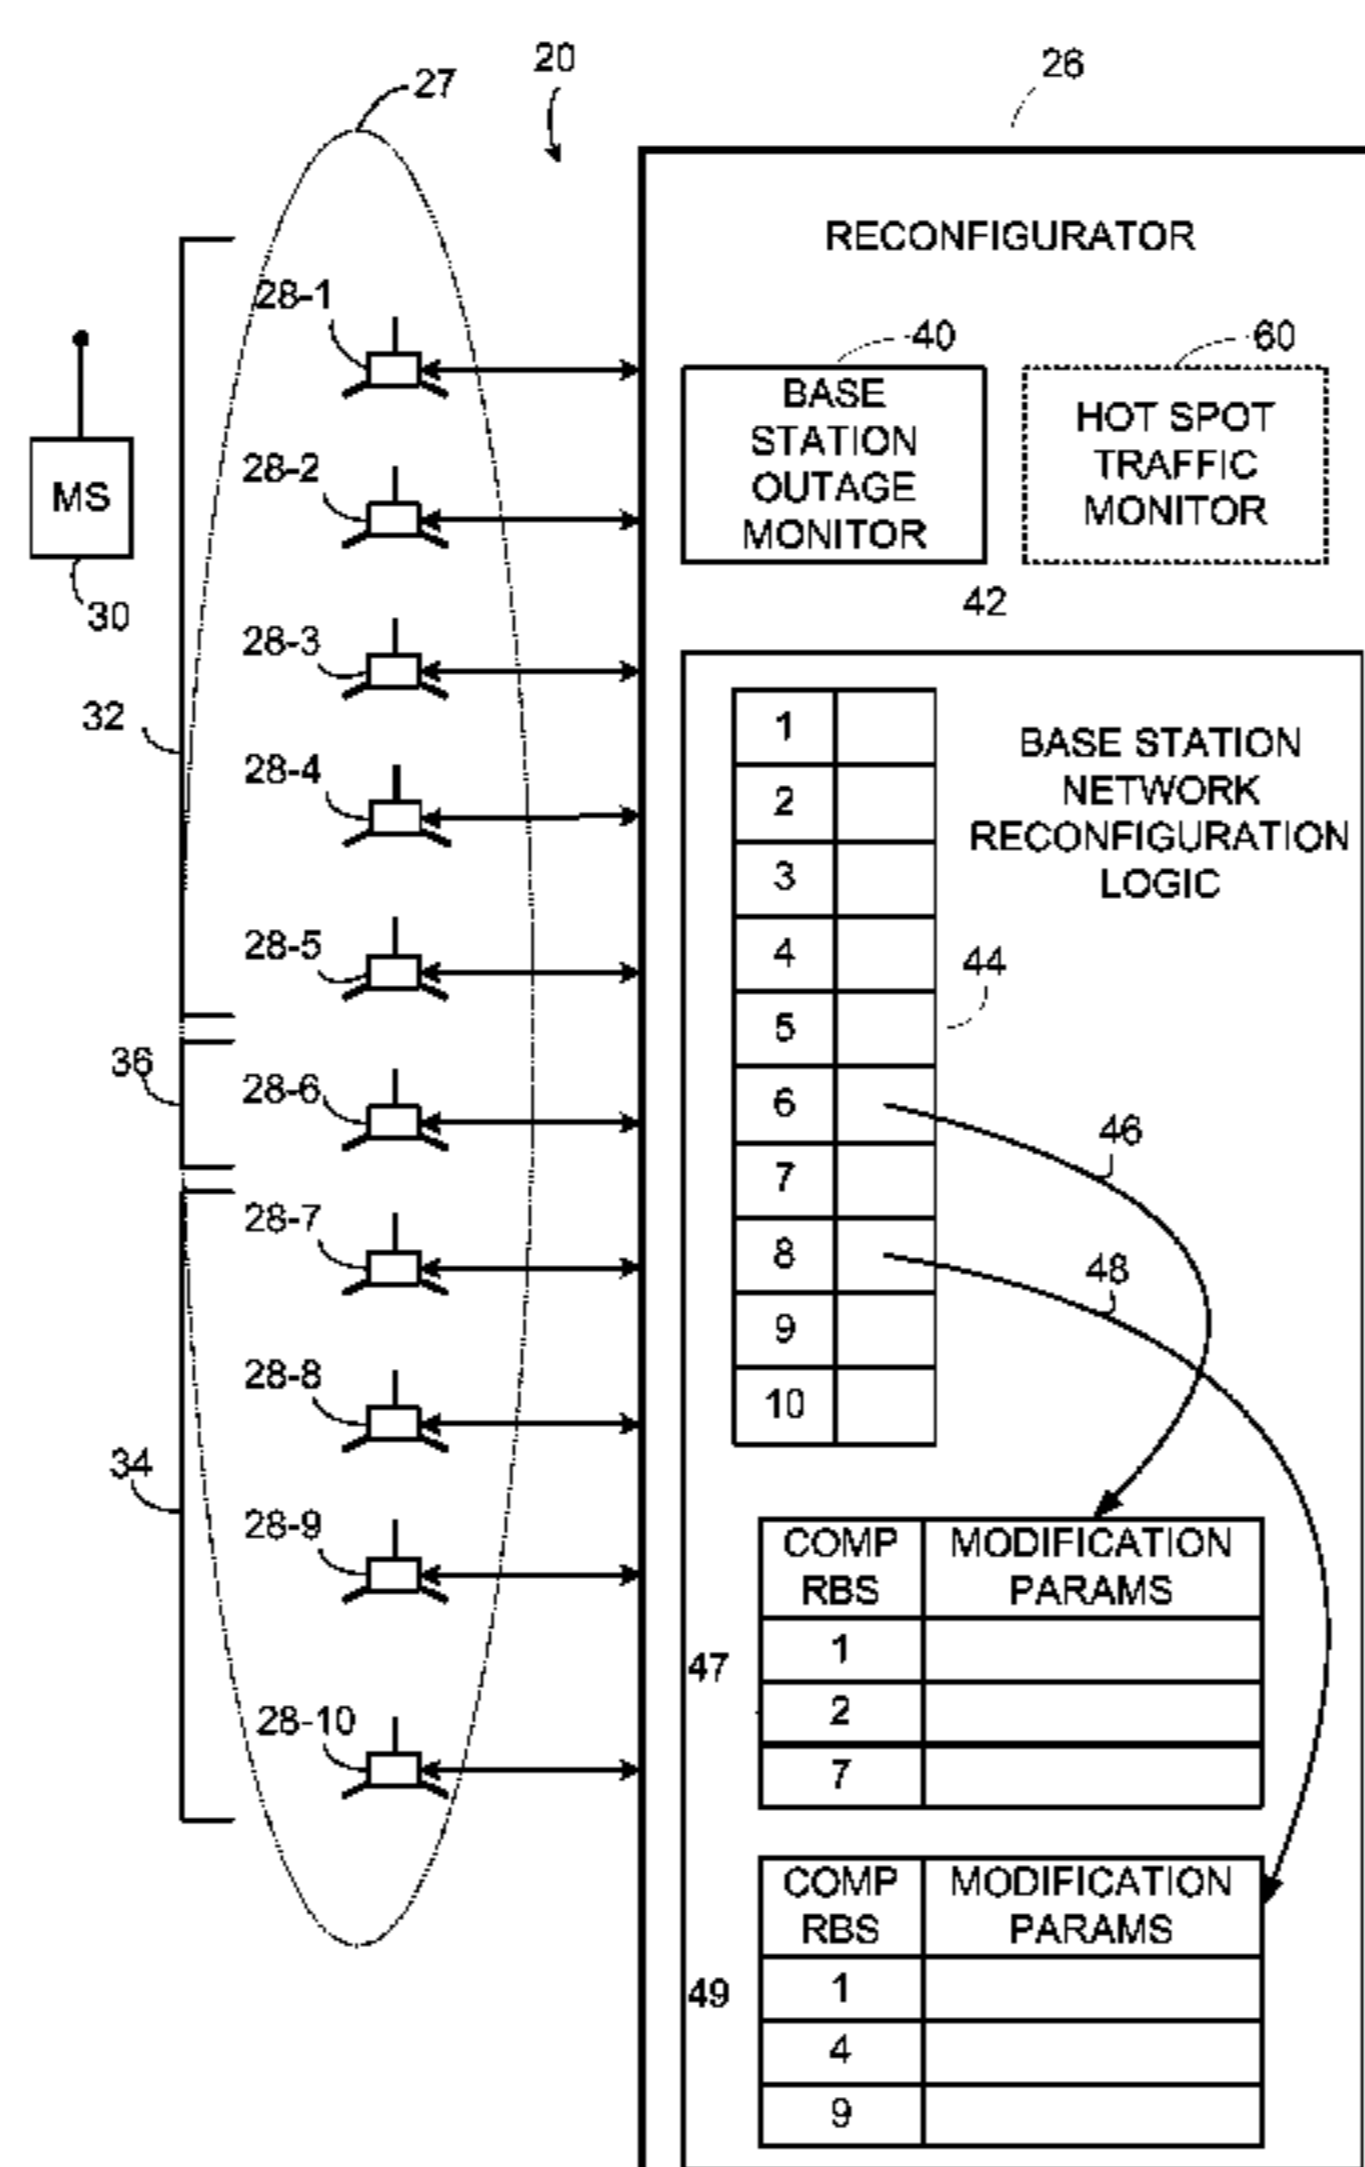 20
26
27
RECONFIGURATOR
28-1
40
60
BASE
STATION
OUTAGE
MONITOR
HOT SPOT
TRAFFIC
MONITOR
28-2
MS
30
42
28-3
32
28-4
28-5
36
28-6
28-7
34
28-8
28-9
28-10
1
2
3
4
5
6
7
8
9
10
BASE STATION
NETWORK
RECONFIGURATION
LOGIC
44
46
48
47
COMP
RBS
MODIFICATION
PARAMS
1
2
7
49
COMP
RBS
MODIFICATION
PARAMS
1
4
9